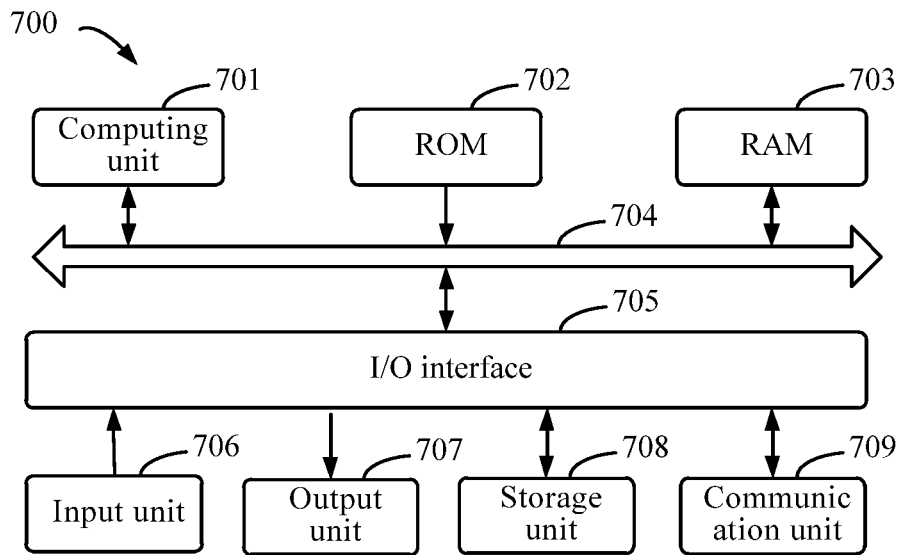 700
701
702
703
Computing
unit
ROM
RAM
704
705
I/O interface
706
707
708
709
Input unit
Output
unit
Storage
unit
Communic
ation unit